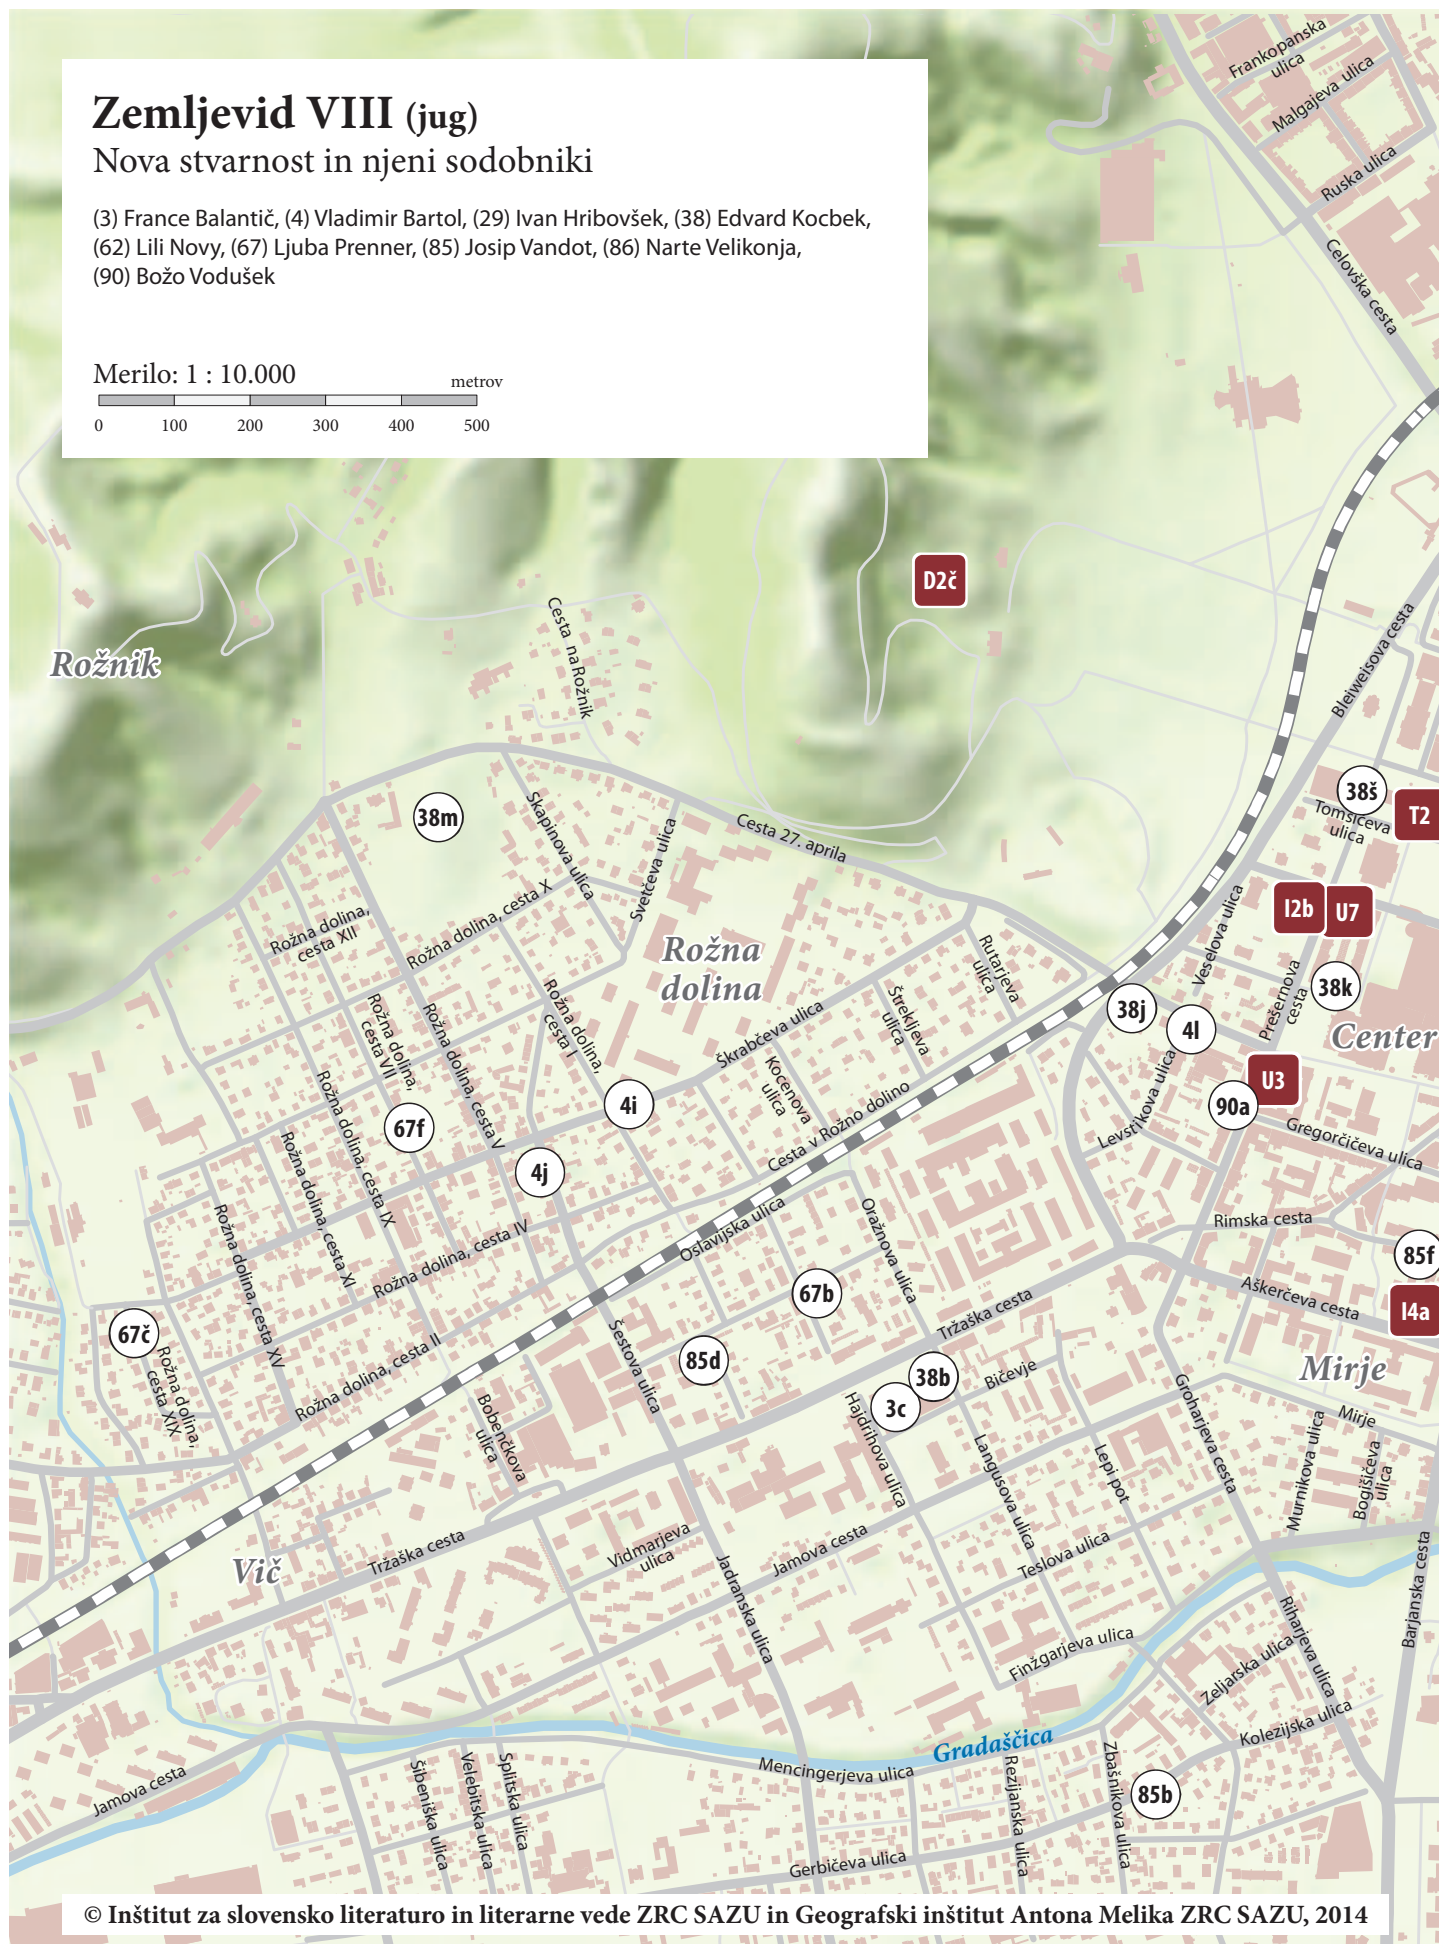 Zemljevid VIII (jug)
Nova stvarnost in njeni sodobniki
(3) France Balantič, (4) Vladimir Bartol, (29) Ivan Hribovšek, (38) Edvard Kocbek,
(62) Lili Novy, (67) Ljuba Prenner, (85) Josip Vandot, (86) Narte Velikonja,
(90) Božo Vodušek
Merilo: 1 : 10.000
metrov
0 100 200 300 400 500
Frankopanska
ulica
Malgajeva ulica
Ruska ulica
Celovška cesta
D2č
Rožnik
Cesta na Rožnik
Bleiweisova cesta
38š
T2
Tomšičeva
ulica
38m
Skapinova ulica
Svetčeva ulica
Cesta 27. aprila
I2b
U7
Veselova ulica
Rožna dolina,
cesta XII
Rožna dolina, cesta X
Rožna
dolina
Rutarjeva
ulica
Prešernova
cesta
38k
38j
4l
Center
Rožna dolina,
cesta VII
Rožna dolina, cesta V
Rožna dolina,
cesta I
Škrabčeva ulica
Štrekljeva
ulica
Kocenova
ulica
Cesta v Rožno dolino
Levstikova ulica
U3
90a
Gregorčičeva ulica
4i
67f
4j
Rožna dolina, cesta IX
Rožna dolina, cesta XI
Rožna dolina, cesta XV
Rožna dolina, cesta IV
Oslavijska ulica
Oražnova ulica
Rimska cesta
85f
Aškerčeva cesta
I4a
67b
67č
Rožna dolina,
cesta XIX
Rožna dolina, cesta II
Šestova ulica
85d
Tržaška cesta
38b
3c
Bičevje
Mirje
Mirje
Bobenčkova
ulica
Hajdrihova ulica
Langusova ulica
Lepi pot
Groharjeva cesta
Murnikova ulica
Bogišičeva
ulica
Vič
Tržaška cesta
Vidmarjeva
ulica
Jadranska ulica
Jamova cesta
Teslova ulica
Barjanska cesta
Finžgarjeva ulica
Riharjeva ulica
Zeljarska ulica
Kolezijska ulica
Gradaščica
Mencingerjeva ulica
Jamova cesta
Šibeniška ulica
Velebitska ulica
Splitska ulica
Rezijanska ulica
Zbašnikova ulica
85b
Gerbičeva ulica
© Inštitut za slovensko literaturo in literarne vede ZRC SAZU in Geografski inštitut Antona Melika ZRC SAZU, 2014